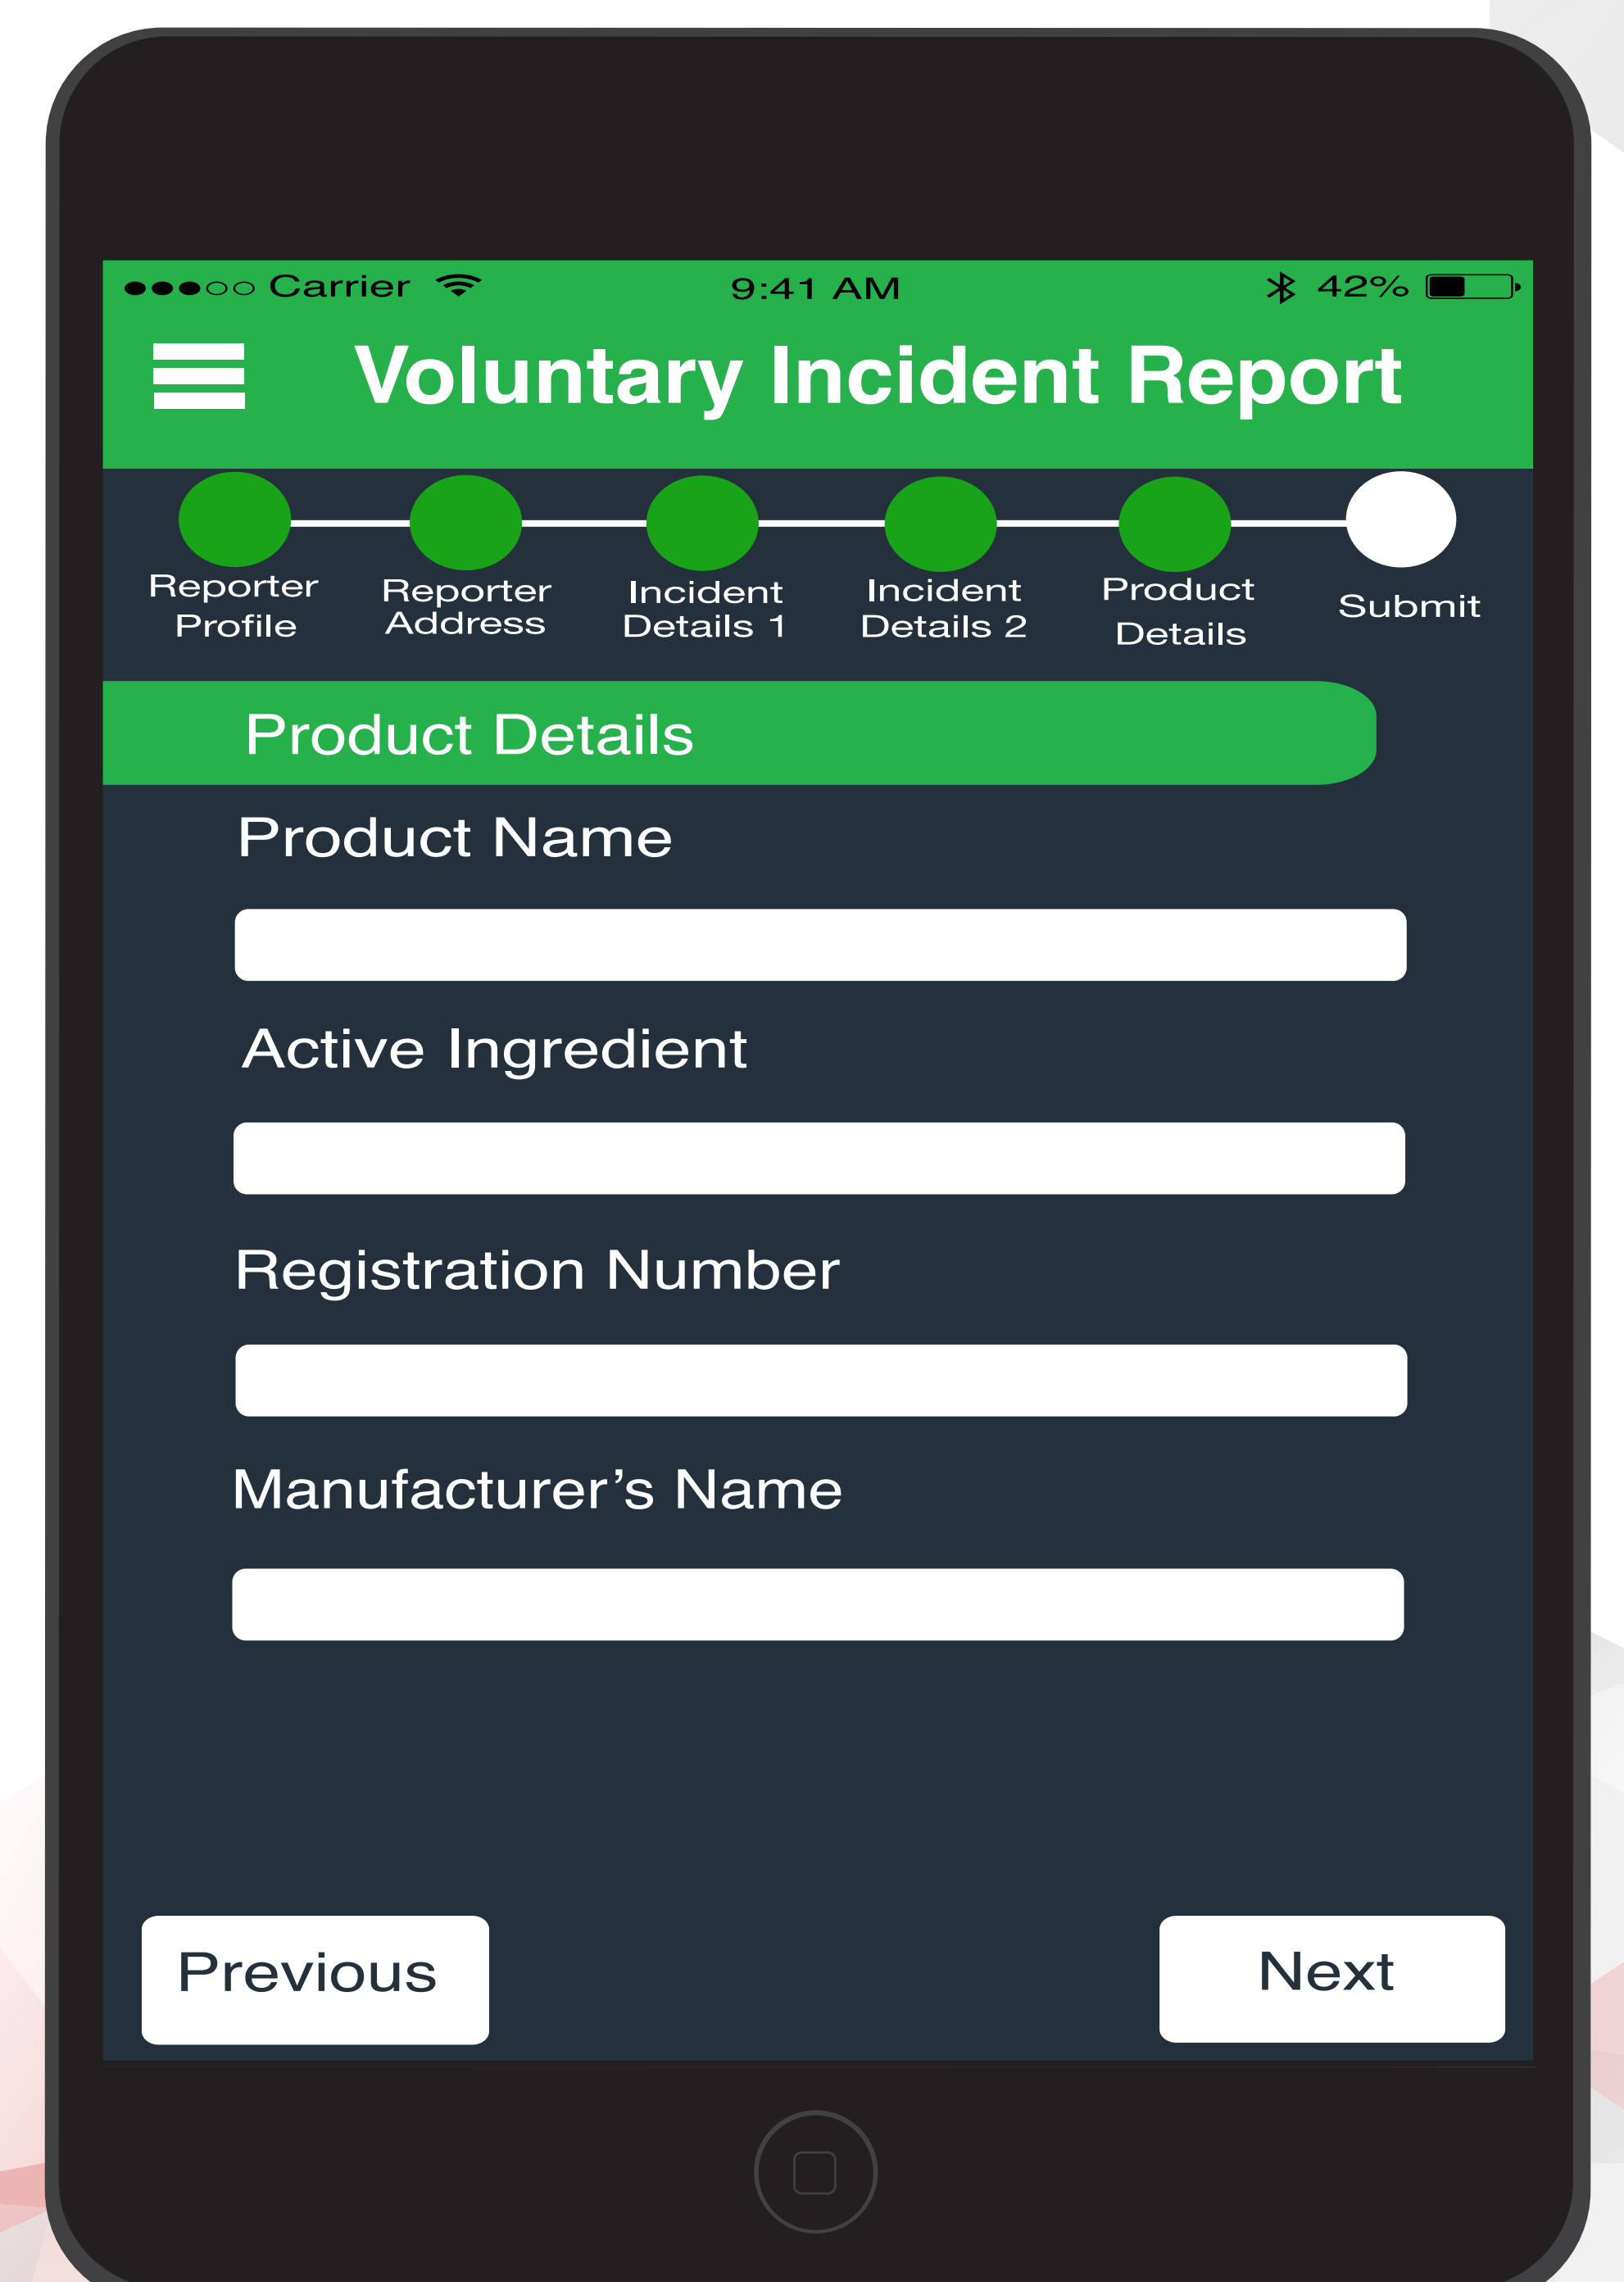 Carrier 9:41 AM 42%
Voluntary Incident Report
Reporter Profile
Reporter Address
Incident Details 1
Incident Details 2
Product Details
Submit
Product Details
Product Name
Active Ingredient
Registration Number
Manufacturer’s Name
Previous Next